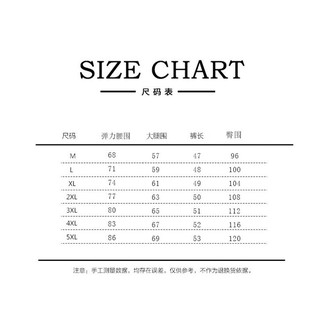 SIZE CHART
尺码表
尺码 弹力腰围 大腿围 裤长 臀围
M 68 57 47 96
L 71 59 48 100
XL 74 61 49 104
2XL 77 63 50 108
3XL 80 65 51 112
4XL 83 67 52 116
5XL 86 69 53 120
注意：手工测量数据，均存在误差，仅供参考，不作为退换货依据。